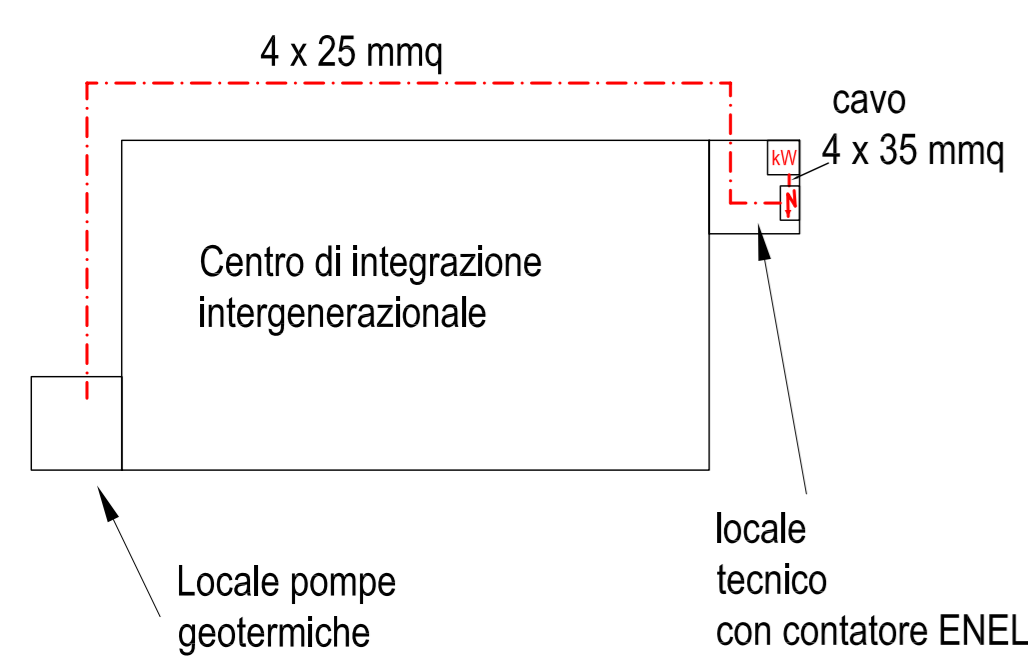 4 x 25 mmq
cavo
4 x 35 mmq
kW
Centro di integrazione
intergenerazionale
locale
tecnico
con contatore ENEL
Locale pompe
geotermiche